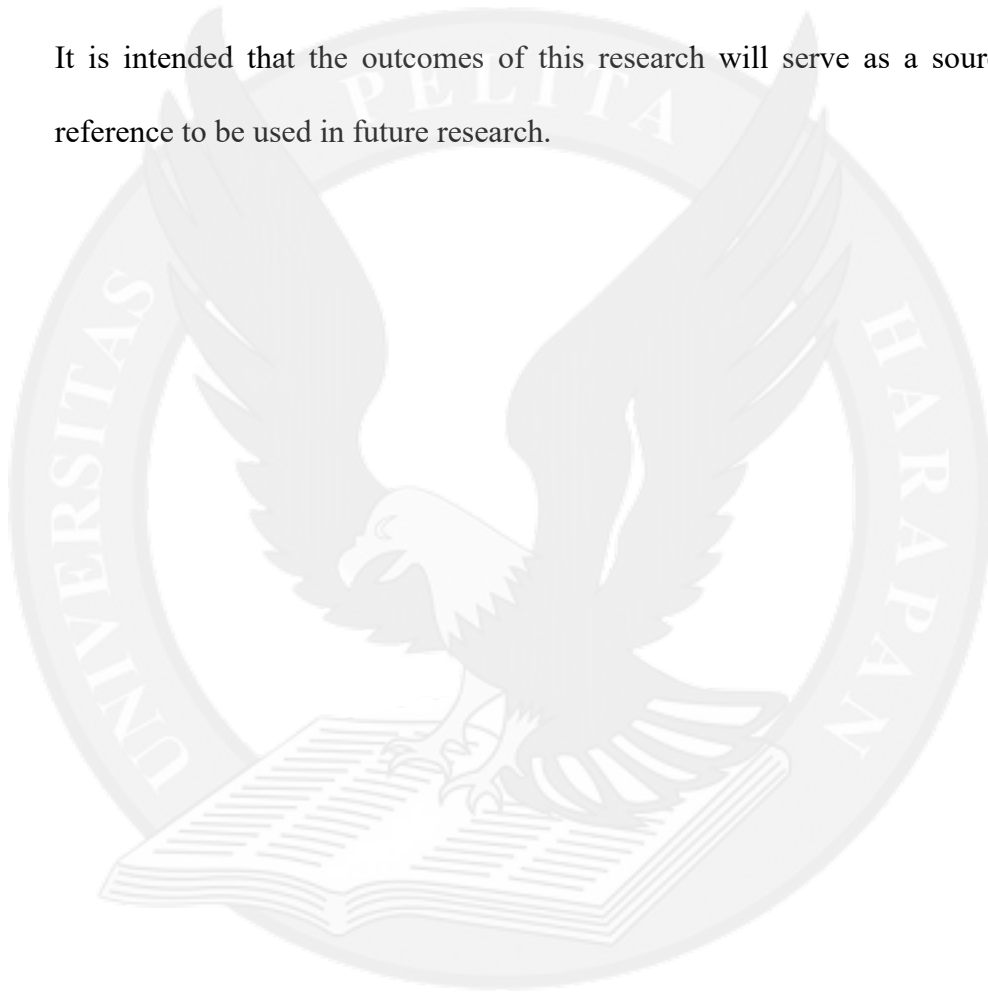 It is intended that the outcomes of this research will serve as a
reference to be used in future research.
UNIVERSITAS PELITA HARAPAN